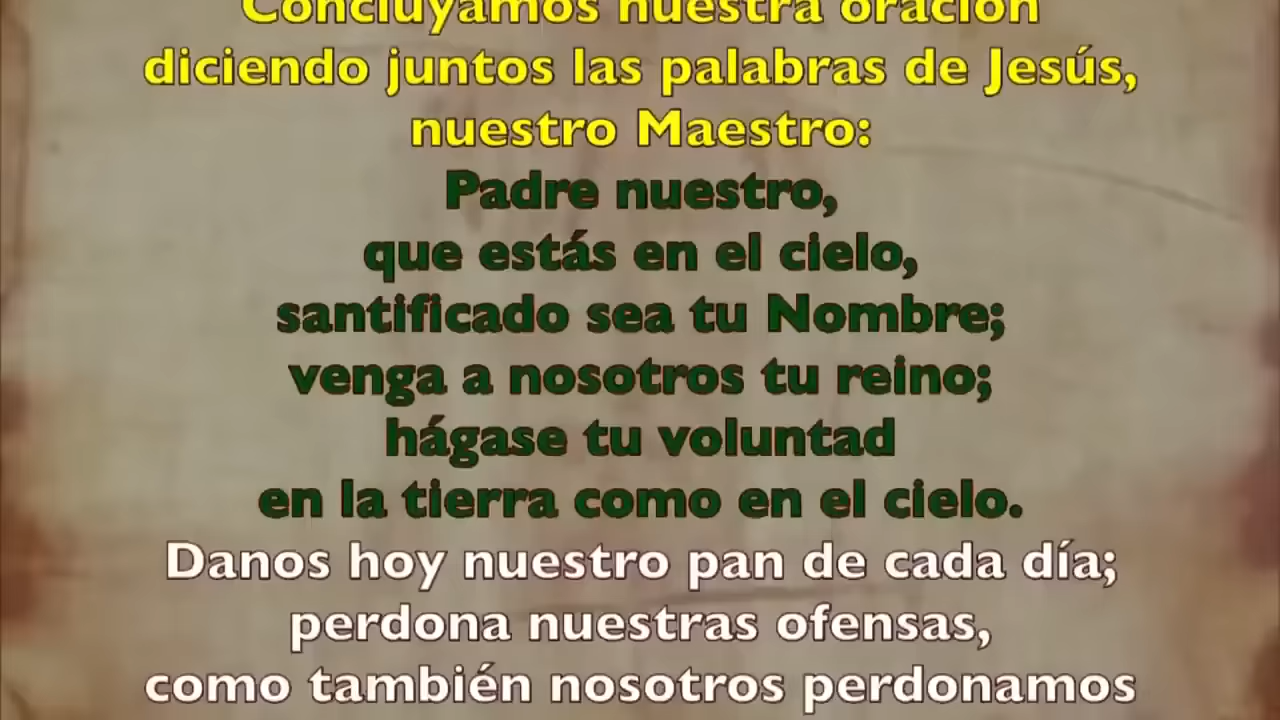 Concluyamos nuestra oración
diciendo juntos las palabras de Jesús,
nuestro Maestro:
Padre nuestro,
que estás en el cielo,
santificado sea tu Nombre;
venga a nosotros tu reino;
hágase tu voluntad
en la tierra como en el cielo.
Danos hoy nuestro pan de cada día;
perdona nuestras ofensas,
como también nosotros perdonamos